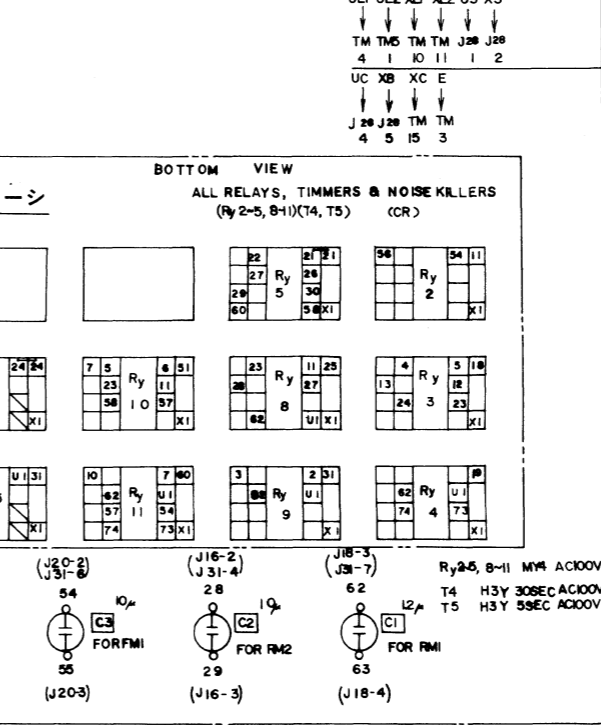 TM TM5 TM TM J28 J28
4 1 10 11 1 2
UC XB XC E
J28 J28 TM TM
4 5 15 3
BOTTOM VIEW
ーシ
ALL RELAYS, TIMMERS & NOISE KILLERS
(Ry 2-5, 8-11)(T4, T5) (CR)
22 21 21 56 54 11
27 Ry 26 Ry
29 5 30 2
60 58 X1 X1
24 24 7 5 6 51 23 11 25 4 5 18
23 Ry 11 28 Ry 27 13 Ry 12
58 10 57 8 24 3 23
X1 X1 62 U1 X1 X1
U1 31 10 7 60 3 2 31 19
62 Ry U1 Ry U1 62 Ry U1
57 11 54 9 74 4 73
X1 74 73 X1 X1 X1
(J20-2) (J16-2) (J18-3)
(J31-6) (J31-4) (J31-7)
Ry2-5, 8-11 MY4 AC100V
54 28 62
T4 H3Y 30SEC AC100V
10μ 12μ T5 H3Y 5SEC AC100V
C3 C2 C1
FOR FM1 FOR RM2 FOR RM1
55 29 63
(J20-3) (J16-3) (J18-4)